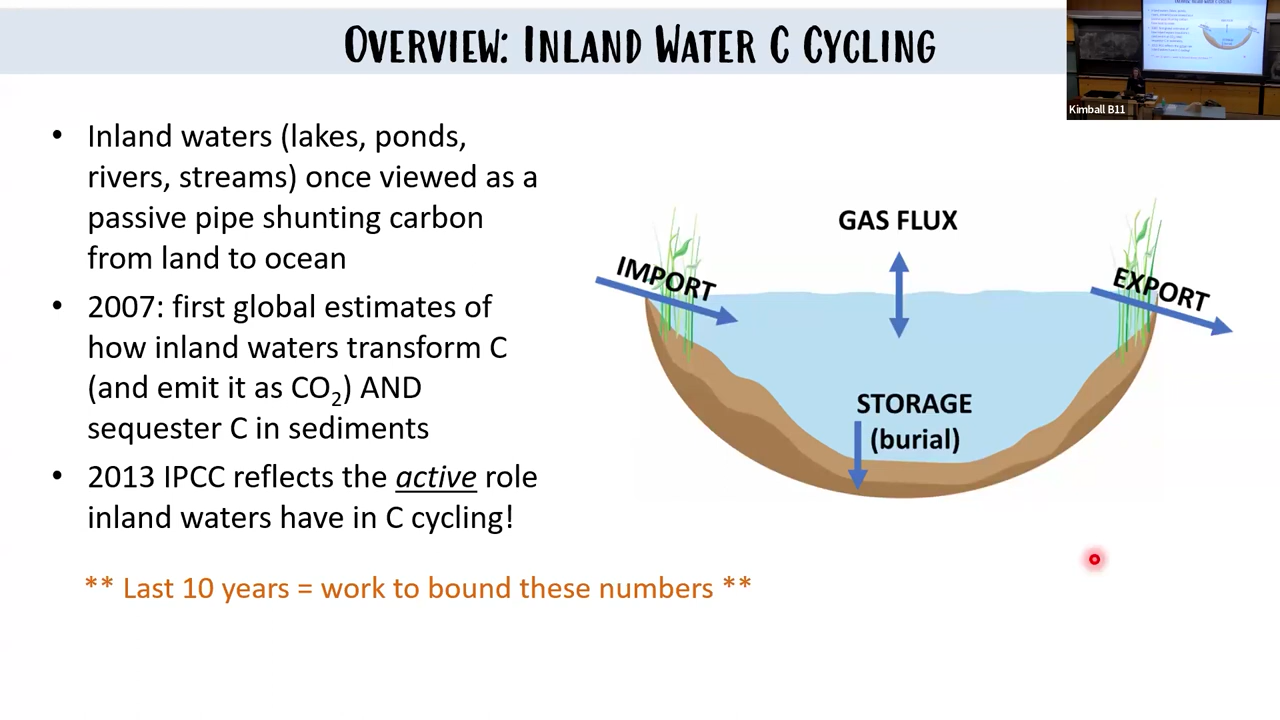 OVERVIEW: INLAND WATER C CYCLING
Kimball B11
• Inland waters (lakes, ponds,
rivers, streams) once viewed as a
passive pipe shunting carbon
from land to ocean
• 2007: first global estimates of
how inland waters transform C
(and emit it as CO₂) AND
sequester C in sediments
• 2013 IPCC reflects the active role
inland waters have in C cycling!
** Last 10 years = work to bound these numbers **
GAS FLUX
IMPORT
EXPORT
STORAGE
(burial)